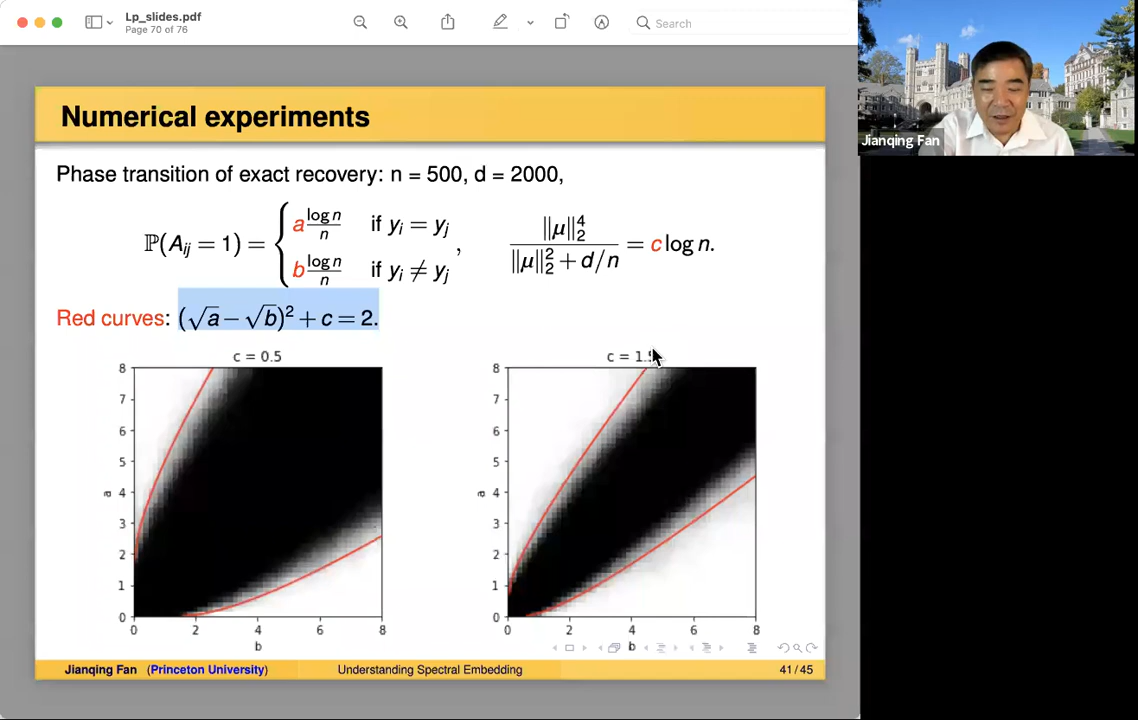 Lp_slides.pdf
Page 70 of 76
Search
Jianqing Fan
Numerical experiments
Phase transition of exact recovery: n = 500, d = 2000,
ℙ(A_ij = 1) = { a log n / n if y_i = y_j
b log n / n if y_i ≠ y_j ,
‖μ‖₂⁴ / (‖μ‖₂² + d/n) = c log n.
Red curves: (√a − √b)² + c = 2.
c = 0.5
8
7
6
5
4
3
2
1
0
a
0 2 4 6 8
b
c = 1.5
8
7
6
5
4
3
2
1
0
a
0 2 4 6 8
b
Jianqing Fan (Princeton University) Understanding Spectral Embedding 41 / 45